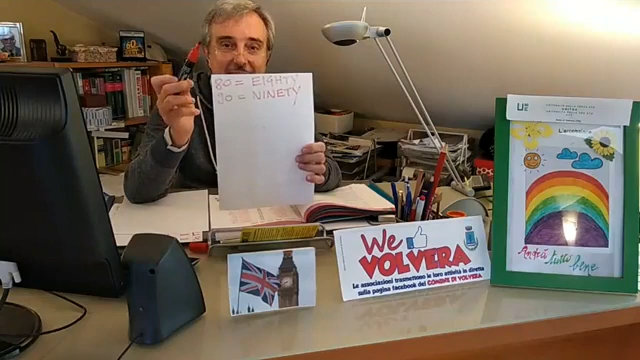 80 = EIGHTY
90 = NINETY
We
VOLVERA
Le associazioni trasmettono le loro attività in diretta
sulla pagina facebook del COMUNE DI VOLVERA
L'arcobaleno
Andrà tutto bene